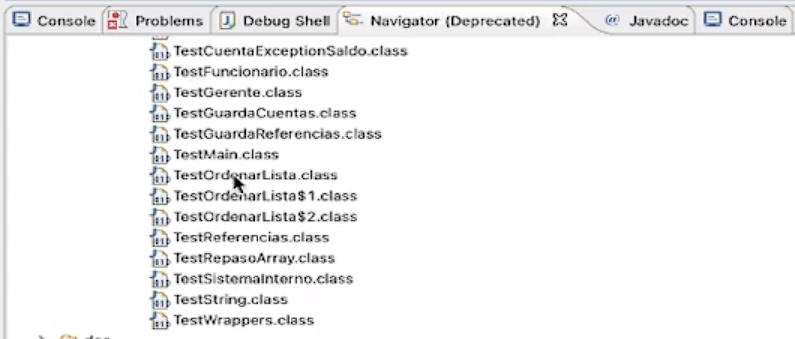 Console Problems Debug Shell Navigator (Deprecated) @ Javadoc Console
TestCuentaExceptionSaldo.class
TestFuncionario.class
TestGerente.class
TestGuardaCuentas.class
TestGuardaReferencias.class
TestMain.class
TestOrdenarLista.class
TestOrdenarLista$1.class
TestOrdenarLista$2.class
TestReferencias.class
TestRepasoArray.class
TestSistemaInterno.class
TestString.class
TestWrappers.class